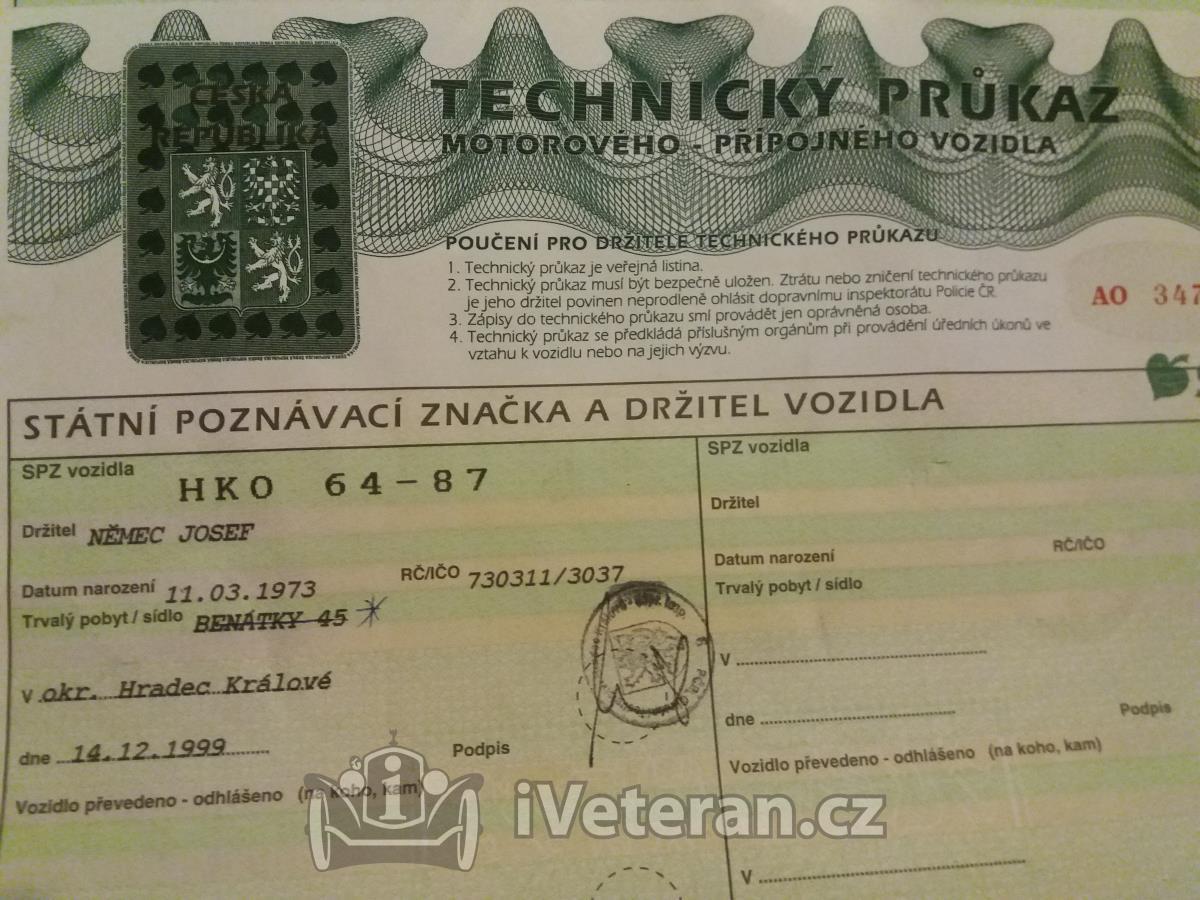 ČESKÁ
REPUBLIKA
TECHNICKÝ PRŮKAZ
MOTOROVÉHO - PŘÍPOJNÉHO VOZIDLA
POUČENÍ PRO DRŽITELE TECHNICKÉHO PRŮKAZU
1. Technický průkaz je veřejná listina.
2. Technický průkaz musí být bezpečně uložen. Ztrátu nebo zničení technického průkazu
je jeho držitel povinen neprodleně ohlásit dopravnímu inspektorátu Policie ČR.
3. Zápisy do technického průkazu smí provádět jen oprávněná osoba.
4. Technický průkaz se předkládá příslušným orgánům při provádění úředních úkonů ve
vztahu k vozidlu nebo na jejich výzvu.
AO 347
STÁTNÍ POZNÁVACÍ ZNAČKA A DRŽITEL VOZIDLA
SPZ vozidla HKO 64-87
Držitel NĚMEC JOSEF
Datum narození 11.03.1973 RČ/IČO 730311/3037
Trvalý pobyt / sídlo BENÁTKY 45
V okr. Hradec Králové
dne 14.12.1999 Podpis
Vozidlo převedeno - odhlášeno (na koho, kam)
SPZ vozidla
Držitel
Datum narození RČ/IČO
Trvalý pobyt / sídlo
V
dne Podpis
Vozidlo převedeno - odhlášeno (na koho, kam)
V
iVeteran.cz